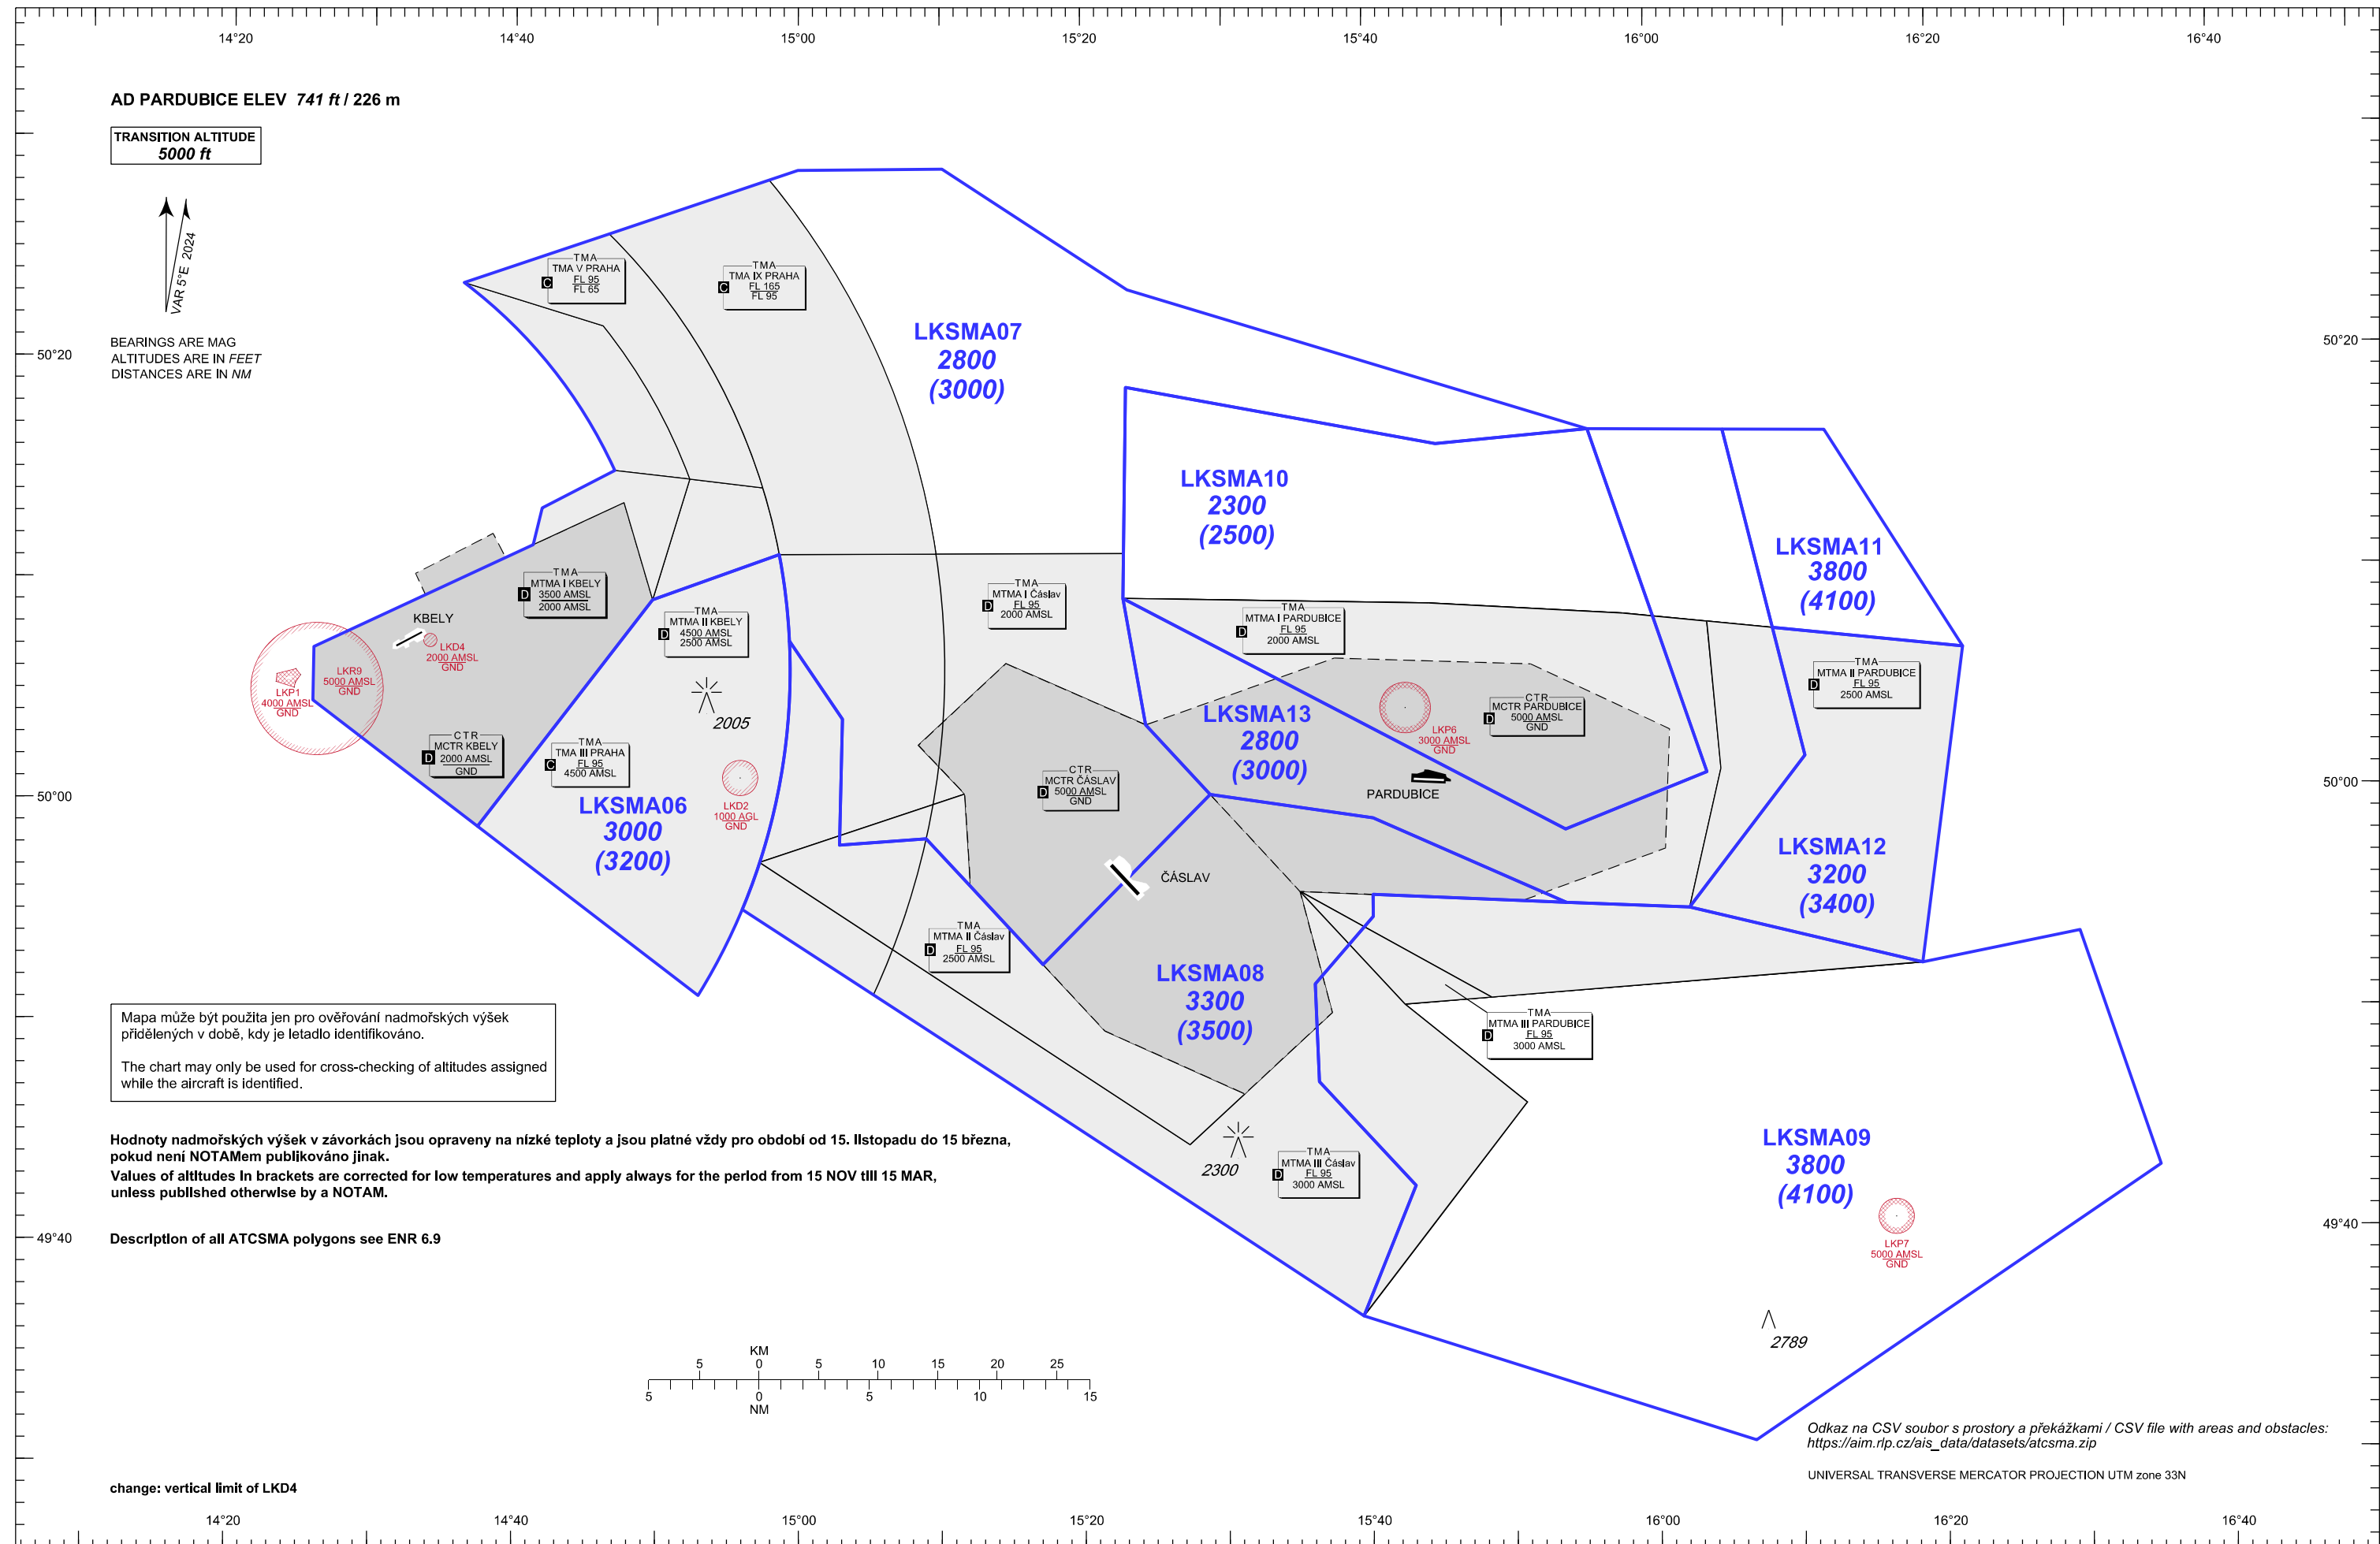 14°20 14°40 15°00 15°20 15°40 16°00 16°20 16°40
AD PARDUBICE ELEV 741 ft / 226 m
TRANSITION ALTITUDE
5000 ft
VAR 5°E 2024
BEARINGS ARE MAG
ALTITUDES ARE IN FEET
DISTANCES ARE IN NM
50°20
50°20
TMA
TMA V PRAHA
C
FL 95
FL 65
TMA
TMA IX PRAHA
C
FL 165
FL 95
LKSMA07
2800
(3000)
LKSMA10
2300
(2500)
LKSMA11
3800
(4100)
TMA
MTMA I KBELY
D
3500 AMSL
2000 AMSL
KBELY
TMA
MTMA II KBELY
D
4500 AMSL
2500 AMSL
TMA
MTMA I Čáslav
D
FL 95
2000 AMSL
TMA
MTMA I PARDUBICE
D
FL 95
2000 AMSL
TMA
MTMA II PARDUBICE
D
FL 95
2500 AMSL
LKD4
2000 AMSL
GND
LKR9
5000 AMSL
GND
LKP1
4000 AMSL
GND
2005
CTR
MCTR KBELY
D
2000 AMSL
GND
TMA
TMA III PRAHA
C
FL 95
4500 AMSL
LKSMA06
3000
(3200)
LKD2
1000 AGL
GND
CTR
MCTR ČÁSLAV
D
5000 AMSL
GND
LKSMA13
2800
(3000)
LKP6
3000 AMSL
GND
CTR
MCTR PARDUBICE
D
5000 AMSL
GND
PARDUBICE
50°00
50°00
ČÁSLAV
LKSMA12
3200
(3400)
TMA
MTMA II Čáslav
D
FL 95
2500 AMSL
LKSMA08
3300
(3500)
TMA
MTMA III PARDUBICE
D
FL 95
3000 AMSL
Mapa může být použita jen pro ověřování nadmořských výšek
přidělených v době, kdy je letadlo identifikováno.
The chart may only be used for cross-checking of altitudes assigned
while the aircraft is identified.
Hodnoty nadmořských výšek v závorkách jsou opraveny na nízké teploty a jsou platné vždy pro období od 15. listopadu do 15 března,
pokud není NOTAMem publikováno jinak.
Values of altitudes in brackets are corrected for low temperatures and apply always for the period from 15 NOV till 15 MAR,
unless published otherwise by a NOTAM.
2300
TMA
MTMA III Čáslav
D
FL 95
3000 AMSL
LKSMA09
3800
(4100)
LKP7
5000 AMSL
GND
49°40
49°40
Description of all ATCSMA polygons see ENR 6.9
2789
KM
5 0 5 10 15 20 25
5 0 5 10 15
NM
Odkaz na CSV soubor s prostory a překážkami / CSV file with areas and obstacles:
https://aim.rlp.cz/ais_data/datasets/atcsma.zip
UNIVERSAL TRANSVERSE MERCATOR PROJECTION UTM zone 33N
change: vertical limit of LKD4
14°20 14°40 15°00 15°20 15°40 16°00 16°20 16°40